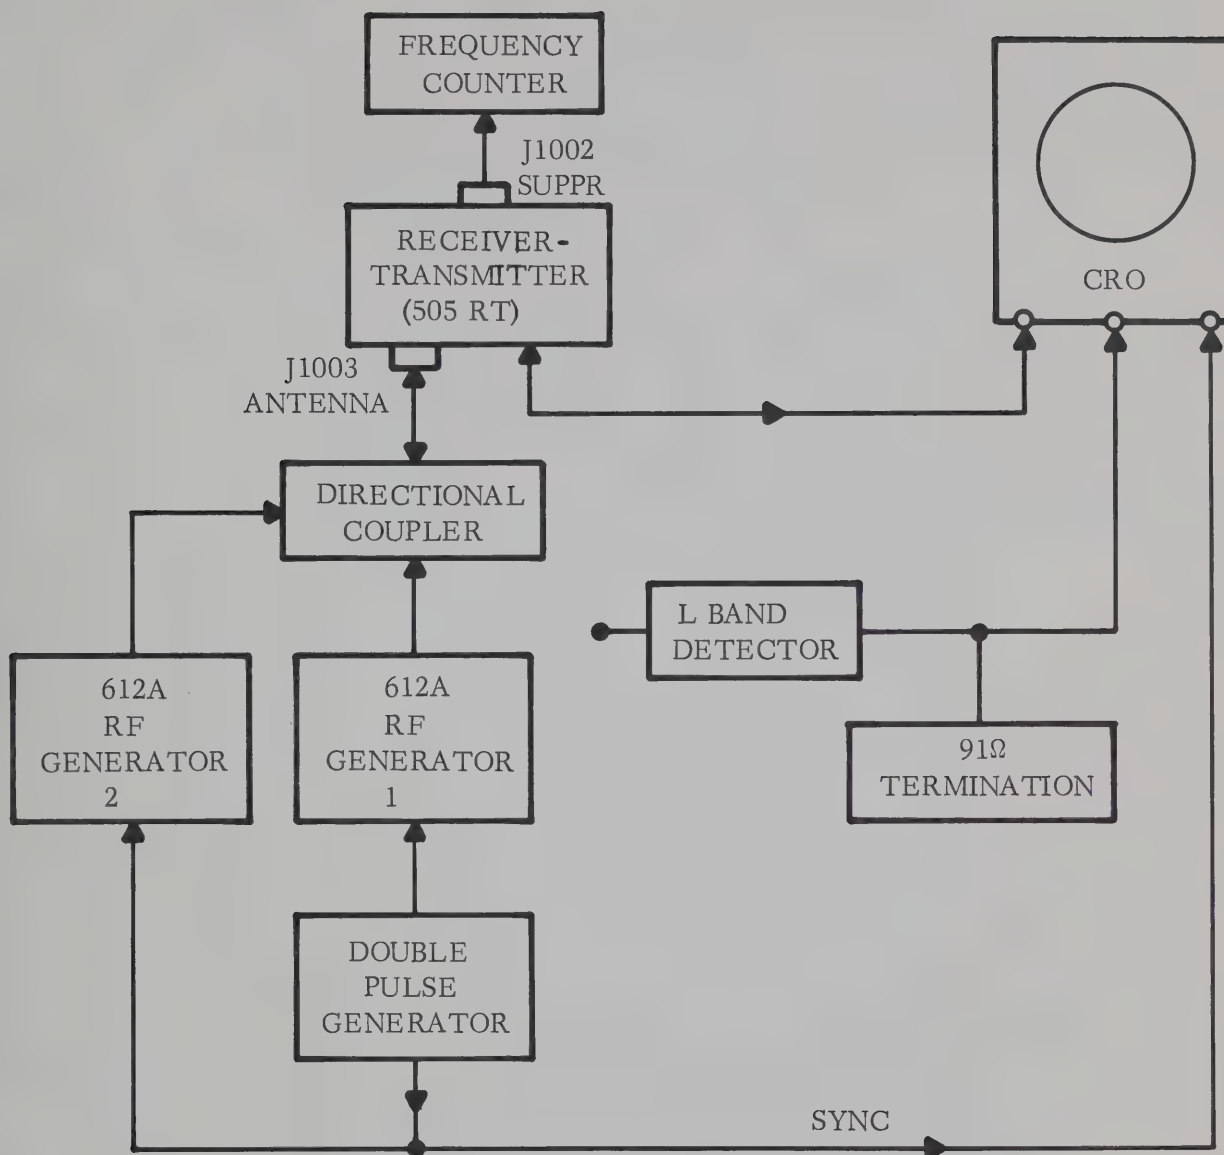 FREQUENCY
COUNTER
J1002
SUPPR
RECEIVER-
TRANSMITTER
(505 RT)
CRO
J1003
ANTENNA
DIRECTIONAL
COUPLER
L BAND
DETECTOR
612A
RF
GENERATOR
2
612A
RF
GENERATOR
1
91Ω
TERMINATION
DOUBLE
PULSE
GENERATOR
SYNC